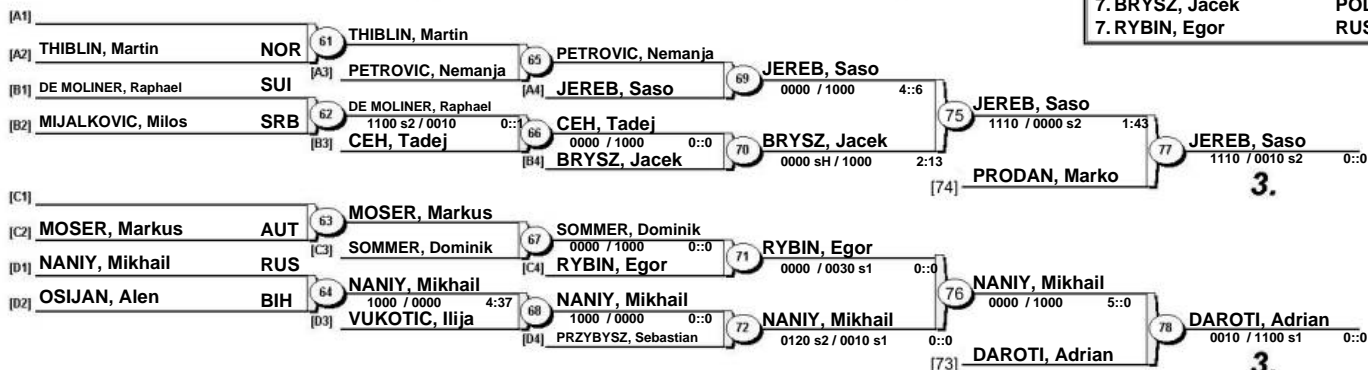 7. BRYSZ, Jacek POL
7. RYBIN, Egor RUS
[A1]
[A2] THIBLIN, Martin NOR 61 THIBLIN, Martin
[A3] PETROVIC, Nemanja 65 PETROVIC, Nemanja
[A4] JEREB, Saso 69 JEREB, Saso
0000 / 1000 4::6
[B1] DE MOLINER, Raphael SUI
[B2] MIJALKOVIC, Milos SRB 62 DE MOLINER, Raphael
1100 s2 / 0010 0::1
[B3] CEH, Tadej 66 CEH, Tadej
0000 / 1000 0::0
[B4] BRYSZ, Jacek 70 BRYSZ, Jacek
0000 sH / 1000 2:13
75 JEREB, Saso
1110 / 0000 s2 1:43
[74] PRODAN, Marko 77 JEREB, Saso
1110 / 0010 s2 0::0
3.
[C1]
[C2] MOSER, Markus AUT 63 MOSER, Markus
[C3] SOMMER, Dominik 67 SOMMER, Dominik
0000 / 1000 0::0
[C4] RYBIN, Egor 71 RYBIN, Egor
0000 / 0030 s1 0::0
[D1] NANIY, Mikhail RUS
[D2] OSIJAN, Alen BIH 64 NANIY, Mikhail
1000 / 0000 4:37
[D3] VUKOTIC, Ilija 68 NANIY, Mikhail
1000 / 0000 0::0
[D4] PRZYBYSZ, Sebastian 72 NANIY, Mikhail
0120 s2 / 0010 s1 0::0
76 NANIY, Mikhail
0000 / 1000 5::0
[73] DAROTI, Adrian 78 DAROTI, Adrian
0010 / 1100 s1 0::0
3.